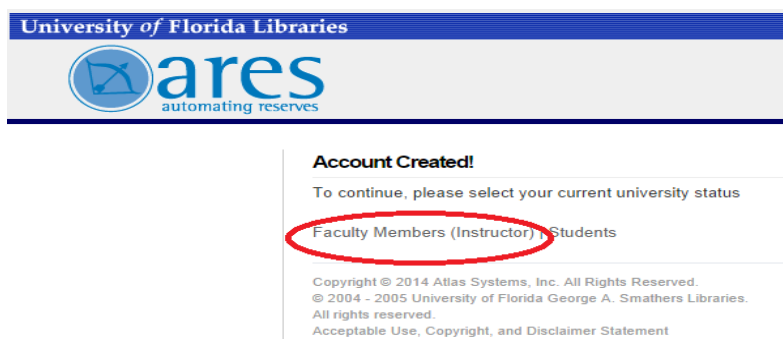 University of Florida Libraries
ares
automating reserves
Account Created!
To continue, please select your current university status
Faculty Members (Instructor) | Students
Copyright © 2014 Atlas Systems, Inc. All Rights Reserved.
© 2004 - 2005 University of Florida George A. Smathers Libraries.
All rights reserved.
Acceptable Use, Copyright, and Disclaimer Statement